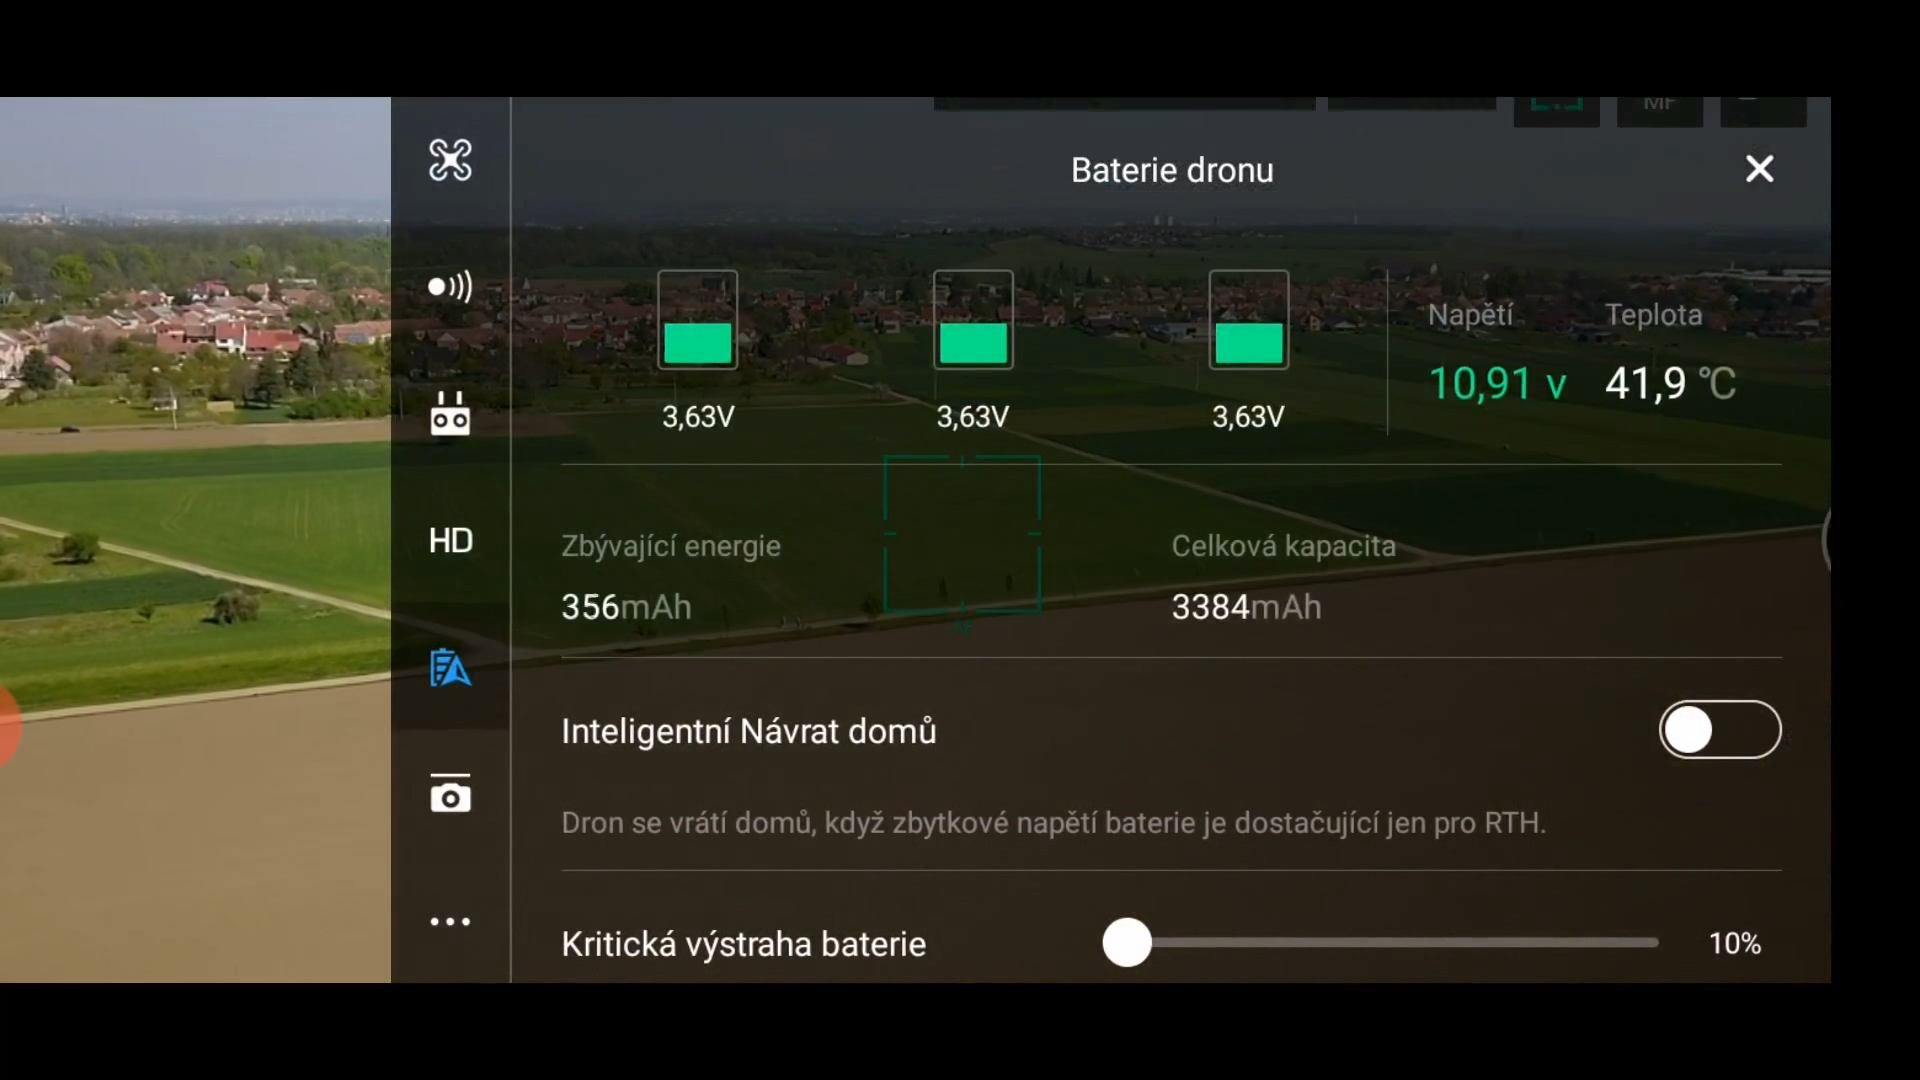 MF
Baterie dronu
Napětí Teplota
10,91 v 41,9 °C
3,63V 3,63V 3,63V
HD
Zbývající energie Celková kapacita
356mAh 3384mAh
Inteligentní Návrat domů
Dron se vrátí domů, když zbytkové napětí baterie je dostačující jen pro RTH.
Kritická výstraha baterie 10%